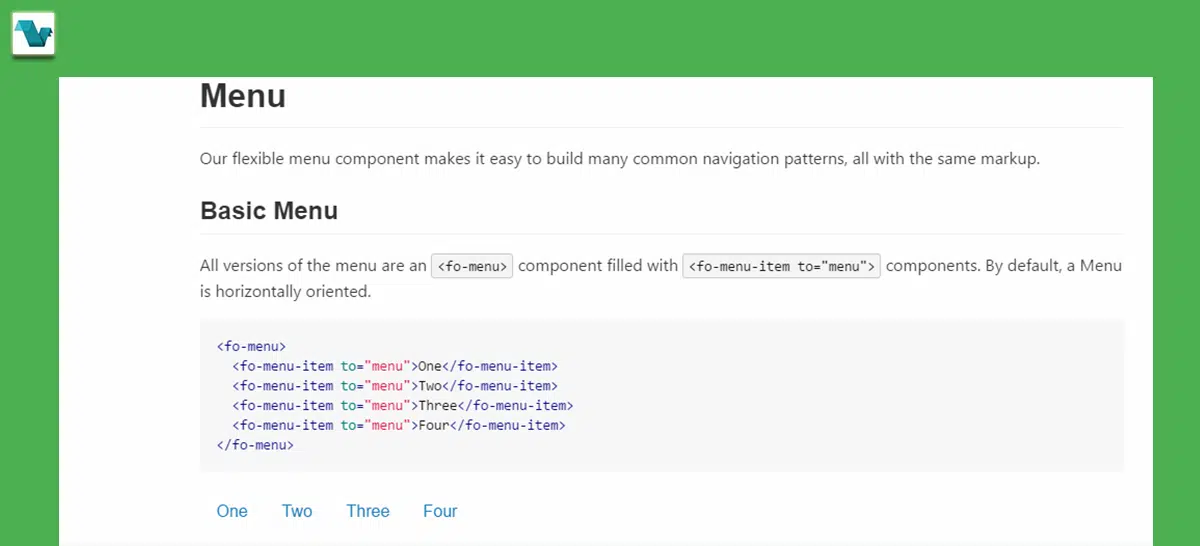 Menu
Our flexible menu component makes it easy to build many common navigation patterns, all with the same markup.
Basic Menu
All versions of the menu are an <fo-menu> component filled with <fo-menu-item to="menu"> components. By default, a Menu
is horizontally oriented.
<fo-menu>
  <fo-menu-item to="menu">One</fo-menu-item>
  <fo-menu-item to="menu">Two</fo-menu-item>
  <fo-menu-item to="menu">Three</fo-menu-item>
  <fo-menu-item to="menu">Four</fo-menu-item>
</fo-menu>
One Two Three Four